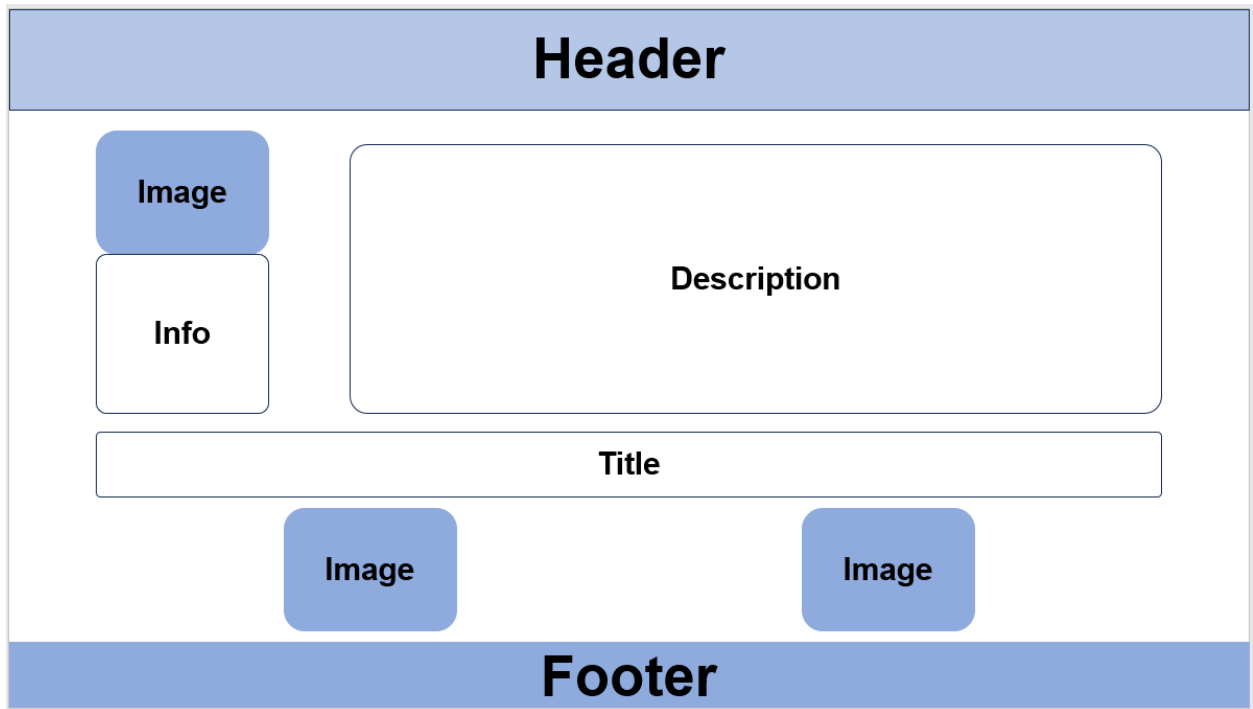 Header
Image
Info
Description
Title
Image
Image
Footer